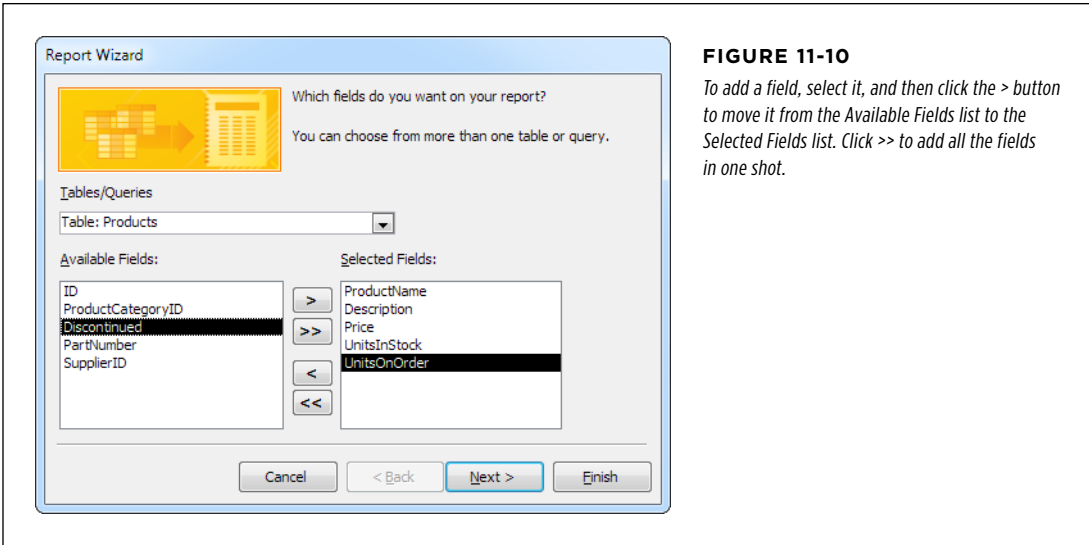 Report Wizard
Which fields do you want on your report?
You can choose from more than one table or query.
Tables/Queries
Table: Products
Available Fields:
ID
ProductCategoryID
Discontinued
PartNumber
SupplierID
>
>>
<
<<
Selected Fields:
ProductName
Description
Price
UnitsInStock
UnitsOnOrder
Cancel
< Back
Next >
Finish
FIGURE 11-10
To add a field, select it, and then click the > button
to move it from the Available Fields list to the
Selected Fields list. Click >> to add all the fields
in one shot.